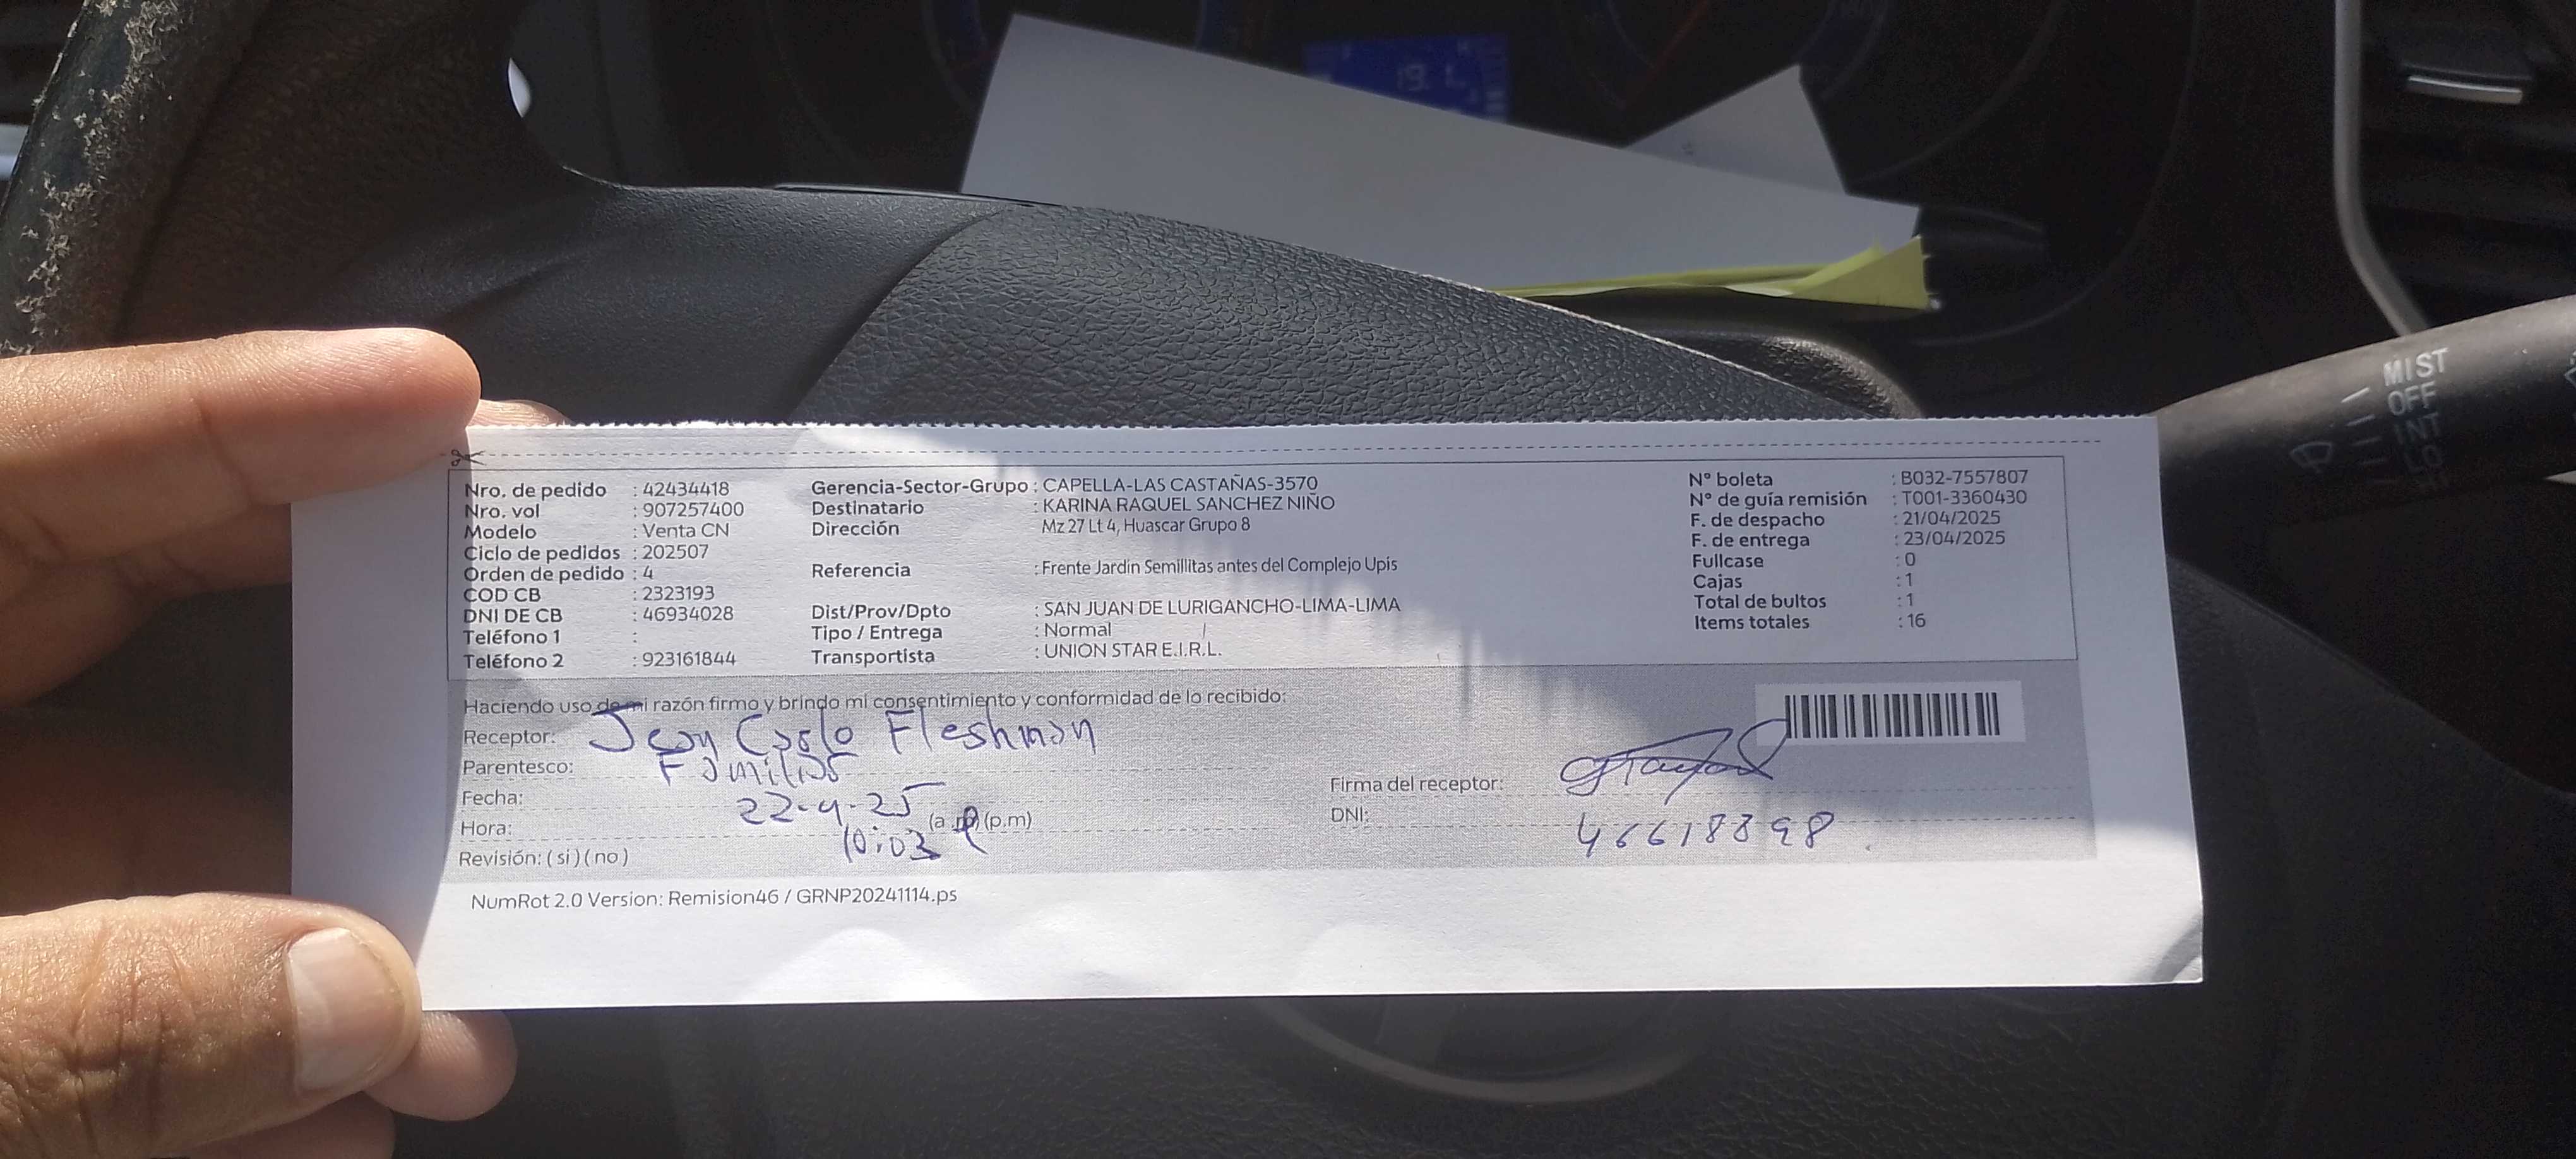 Nro. de pedido : 42434418
Nro. vol : 907257400
Modelo : Venta CN
Ciclo de pedidos : 202507
Orden de pedido : 4
COD CB : 2323193
DNI DE CB : 46934028
Teléfono 1 :
Teléfono 2 : 923161844
Gerencia-Sector-Grupo : CAPELLA-LAS CASTAÑAS-3570
Destinatario : KARINA RAQUEL SANCHEZ NIÑO
Dirección Mz 27 Lt 4, Huascar Grupo 8
Referencia : Frente Jardin Semillitas antes del Complejo Upis
Dist/Prov/Dpto : SAN JUAN DE LURIGANCHO-LIMA-LIMA
Tipo / Entrega : Normal
Transportista : UNION STAR E.I.R.L.
N° boleta : B032-7557807
N° de guía remisión : T001-3360430
F. de despacho : 21/04/2025
F. de entrega : 23/04/2025
Fullcase : 0
Cajas : 1
Total de bultos : 1
Items totales : 16
Haciendo uso de mi razón firmo y brindo mi consentimiento y conformidad de lo recibido:
Receptor: Jean Carlo Fleshman
Parentesco: Familiar
Fecha: 22-4-25
Hora: 10:03 (a.m) (p.m)
Revisión: ( si ) ( no )
Firma del receptor:
DNI: 46618898
NumRot 2.0 Version: Remision46 / GRNP20241114.ps
MIST
OFF
INT
LO